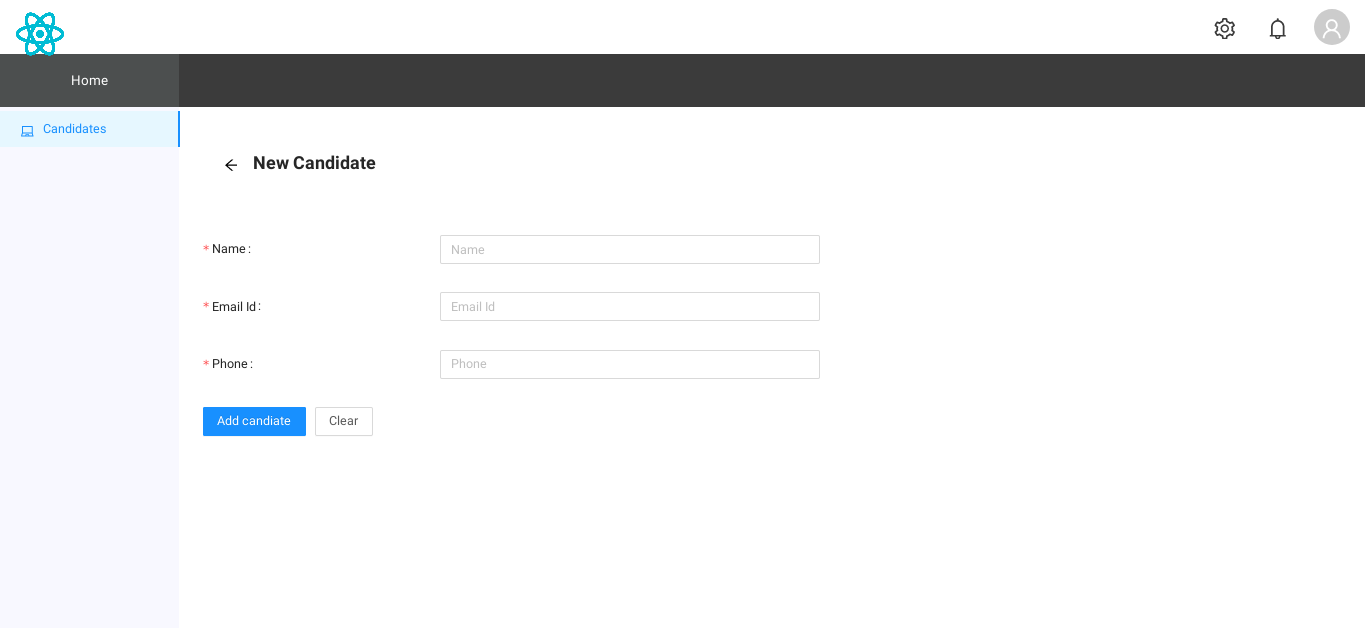 Home
Candidates
New Candidate
* Name :
Name
* Email Id :
Email Id
* Phone :
Phone
Add candiate Clear